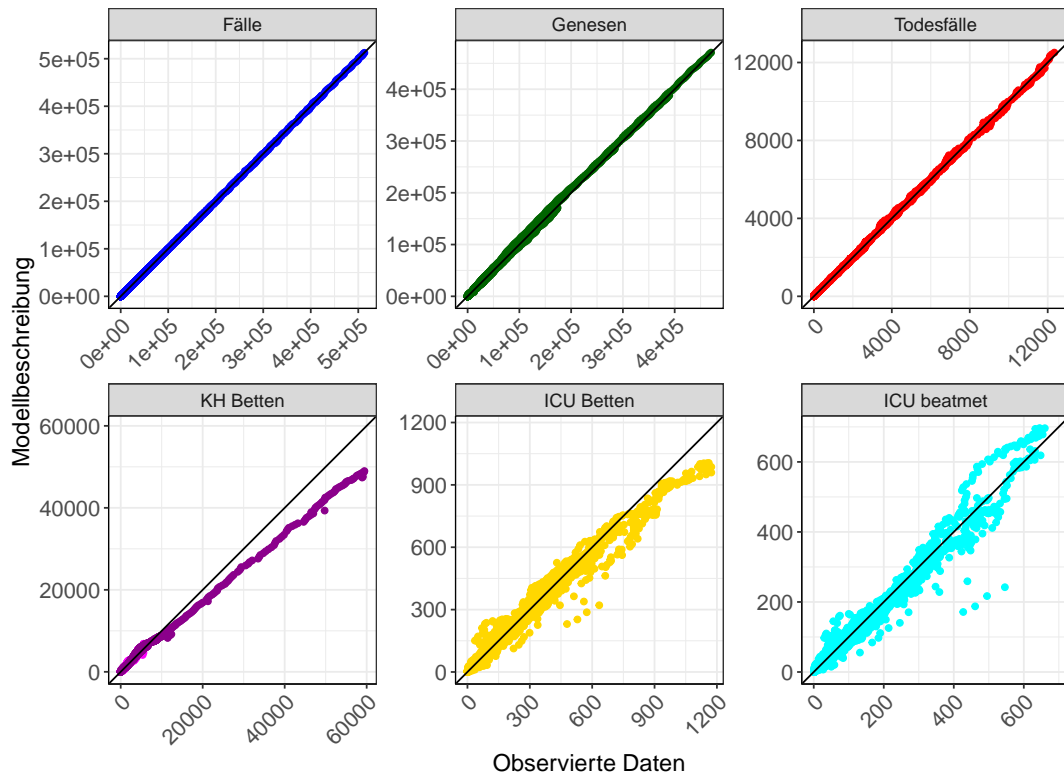 Fälle
Genesen
Todesfälle
5e+05
4e+05
3e+05
2e+05
1e+05
0e+00
4e+05
3e+05
2e+05
1e+05
0e+00
12000
8000
4000
0
0e+00
1e+05
2e+05
3e+05
4e+05
5e+05
0e+00
1e+05
2e+05
3e+05
4e+05
0
4000
8000
12000
Modellbeschreibung
KH Betten
ICU Betten
ICU beatmet
60000
40000
20000
0
1200
900
600
300
0
600
400
200
0
0
20000
40000
60000
0
300
600
900
1200
0
200
400
600
Observierte Daten